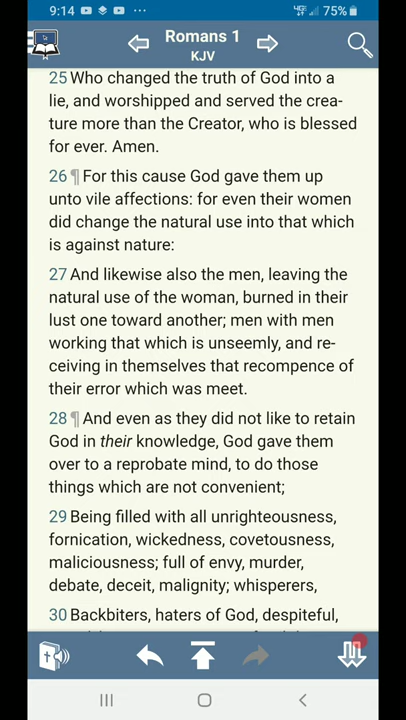 9:14
75%
Romans 1
KJV
25 Who changed the truth of God into a
lie, and worshipped and served the crea-
ture more than the Creator, who is blessed
for ever. Amen.
26 ¶ For this cause God gave them up
unto vile affections: for even their women
did change the natural use into that which
is against nature:
27 And likewise also the men, leaving the
natural use of the woman, burned in their
lust one toward another; men with men
working that which is unseemly, and re-
ceiving in themselves that recompence of
their error which was meet.
28 ¶ And even as they did not like to retain
God in their knowledge, God gave them
over to a reprobate mind, to do those
things which are not convenient;
29 Being filled with all unrighteousness,
fornication, wickedness, covetousness,
maliciousness; full of envy, murder,
debate, deceit, malignity; whisperers,
30 Backbiters, haters of God, despiteful,